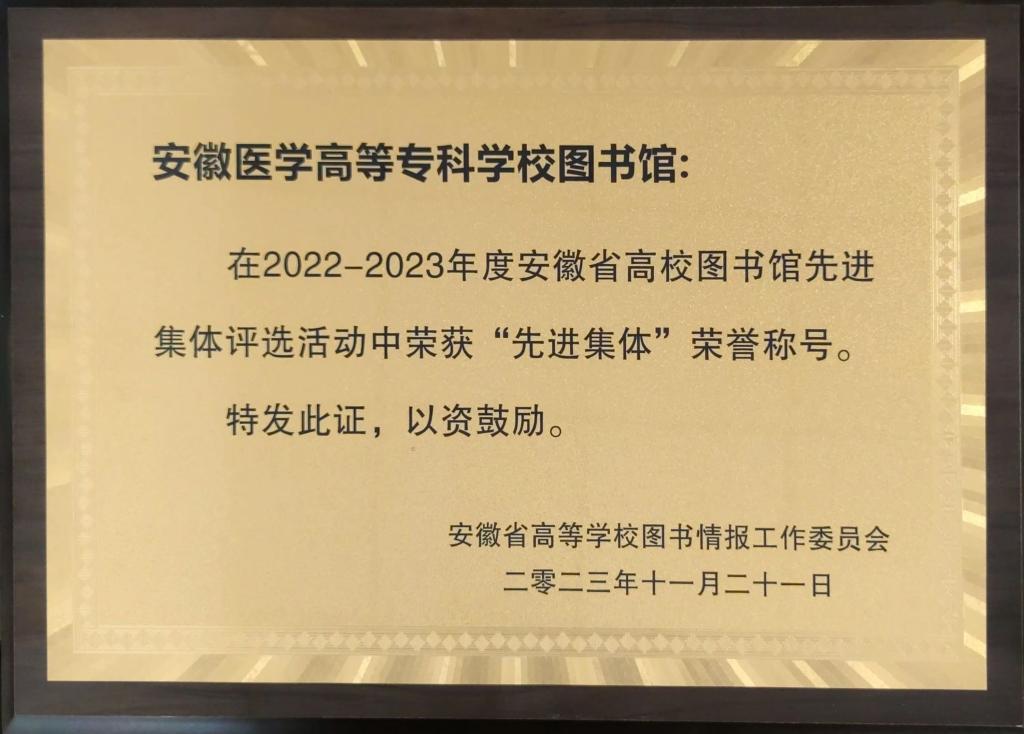 安徽医学高等专科学校图书馆:
在2022-2023年度安徽省高校图书馆先进
集体评选活动中荣获“先进集体”荣誉称号。
特发此证，以资鼓励。
安徽省高等学校图书情报工作委员会
二零二三年十一月二十一日